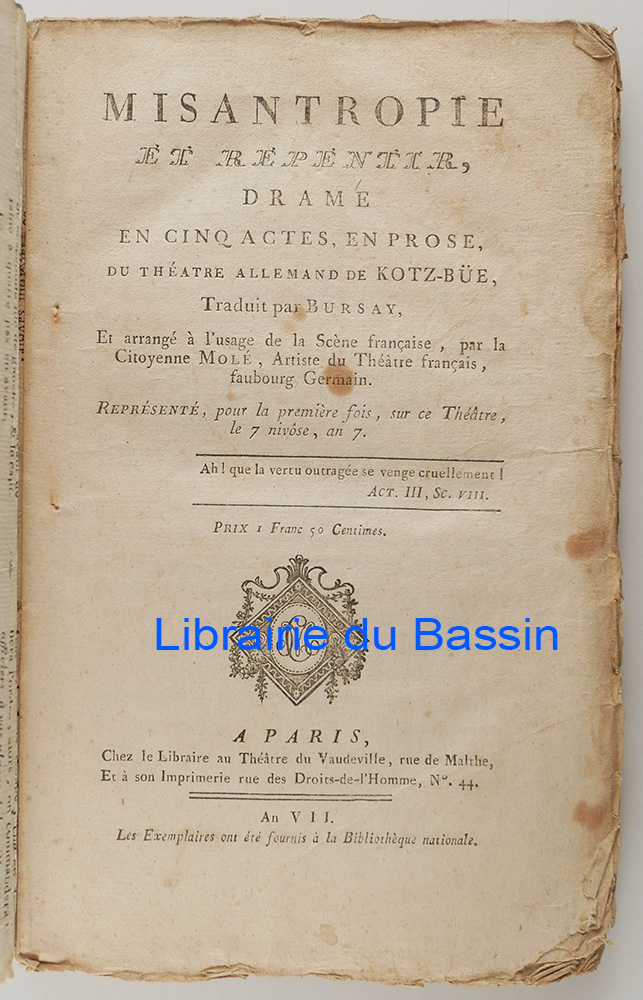 MISANTROPIE
ET REPENTIR,
DRAME
EN CINQ ACTES, EN PROSE,
DU THÉATRE ALLEMAND DE KOTZ-BÜE,
Traduit par BURSAY,
Et arrangé à l'usage de la Scène française, par la
Citoyenne MOLÉ, Artiste du Théâtre français,
faubourg Germain.
REPRÉSENTÉ, pour la première fois, sur ce Théâtre,
le 7 nivôse, an 7.
Ah! que la vertu outragée se venge cruellement!
ACT. III, SC. VIII.
PRIX 1 Franc 50 Centimes.
Librairie du Bassin
A PARIS,
Chez le Libraire au Théâtre du Vaudeville, rue de Malthe,
Et à son Imprimerie rue des Droits-de-l'Homme, N°. 44.
An VII.
Les Exemplaires ont été fournis à la Bibliothèque nationale.